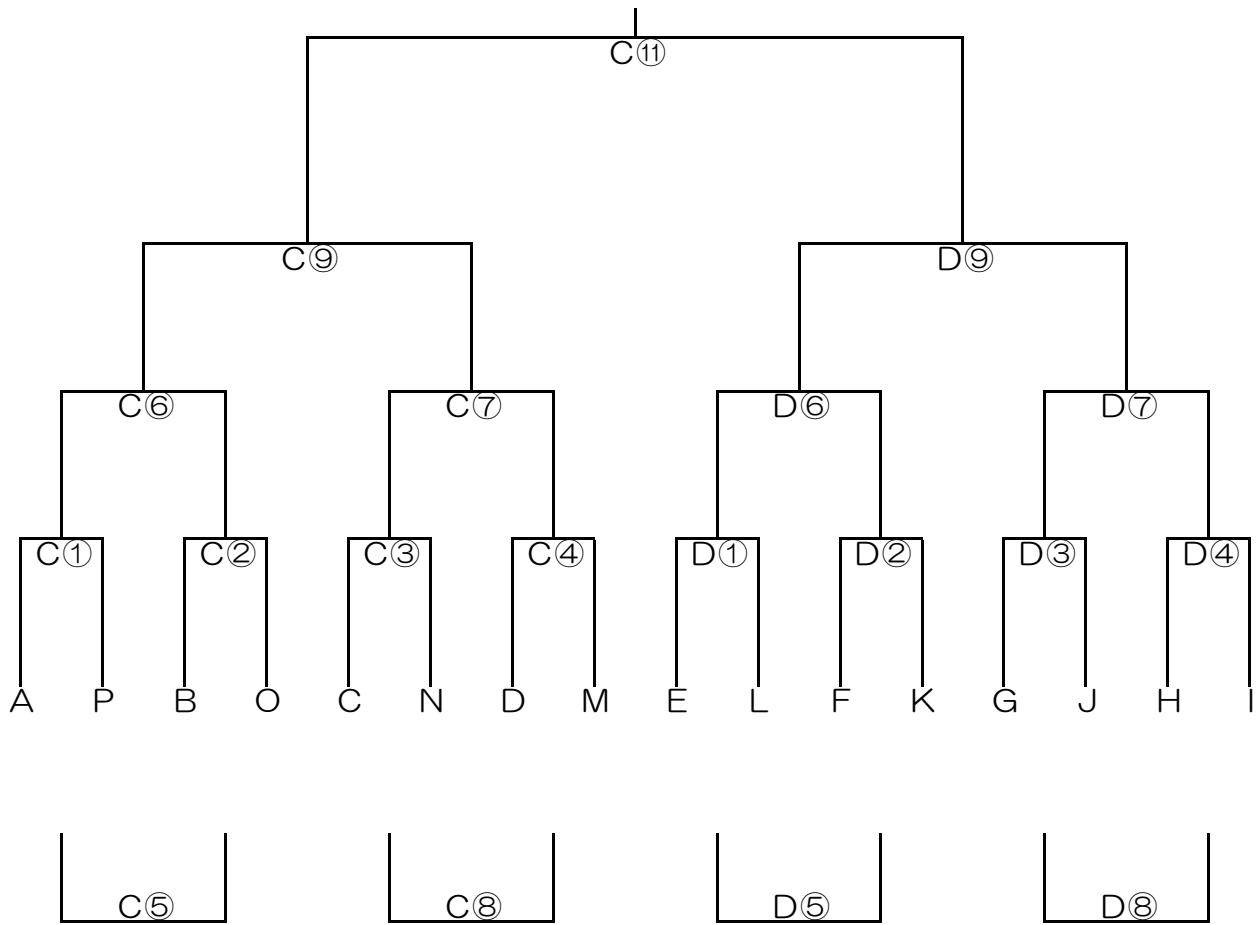 C⑪
C⑨ D⑨
C⑥ C⑦ D⑥ D⑦
C① C② C③ C④ D① D② D③ D④
A P B O C N D M E L F K G J H I
C⑤ C⑧ D⑤ D⑧